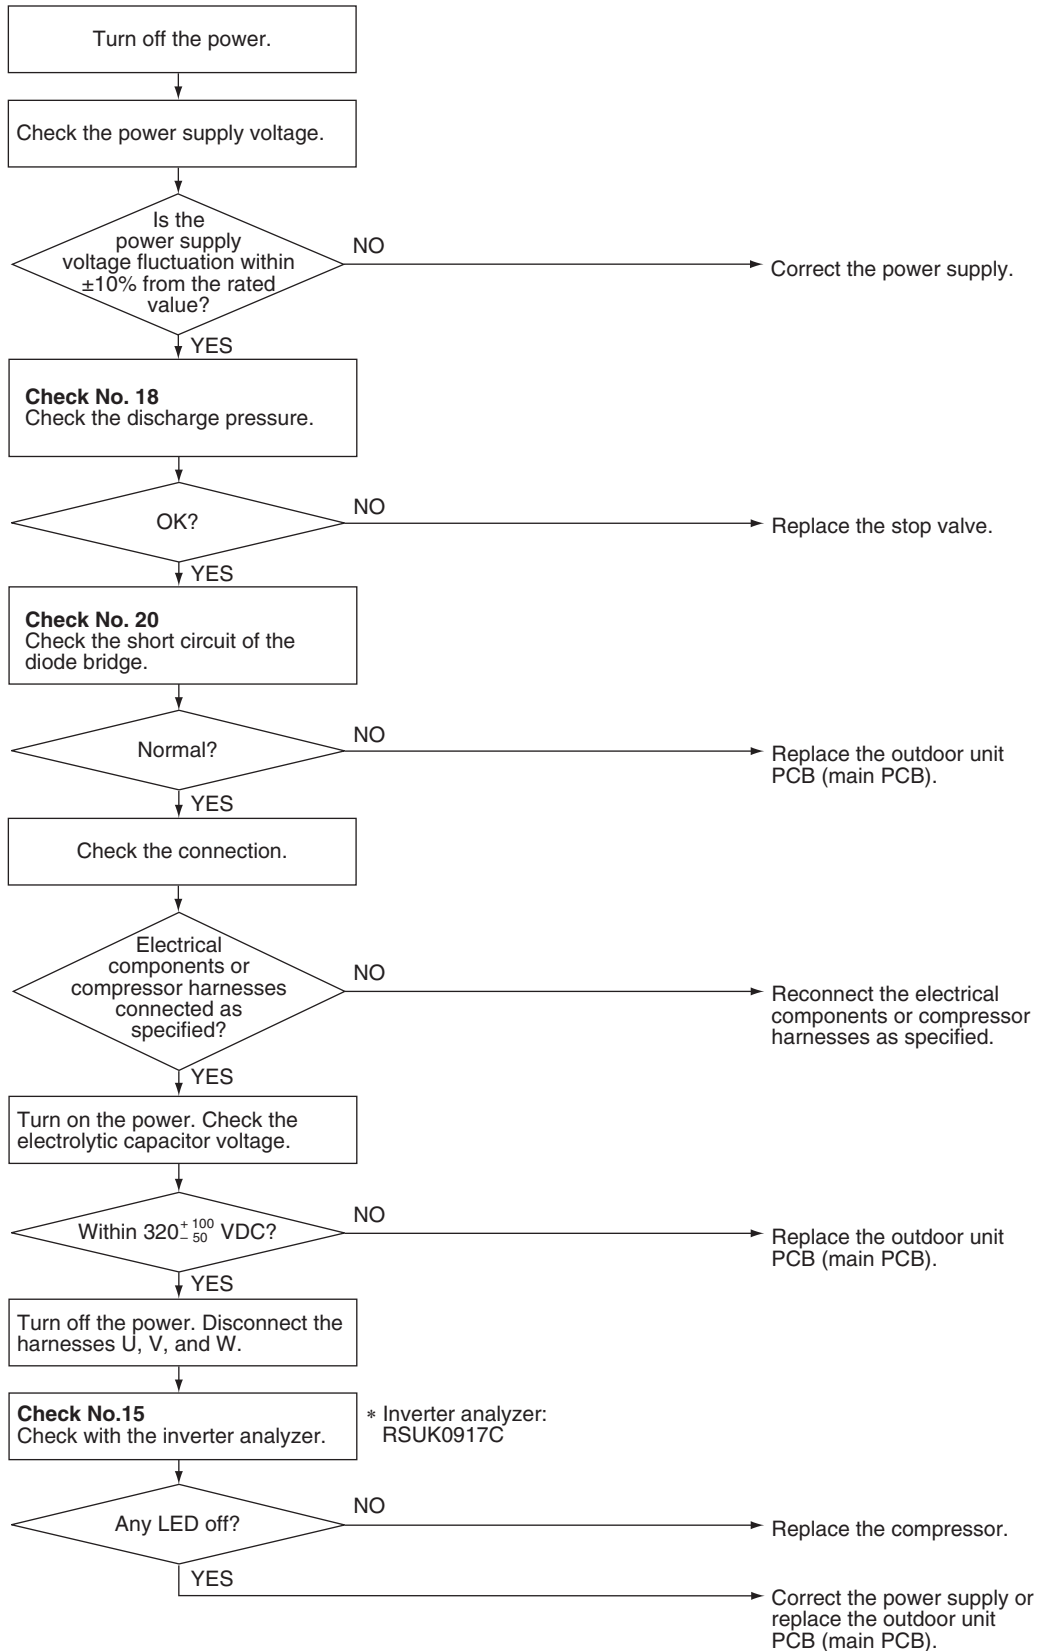 Turn off the power.
Check the power supply voltage.
Is the
power supply
voltage fluctuation within
±10% from the rated
value?
NO
Correct the power supply.
YES
Check No. 18
Check the discharge pressure.
OK?
NO
Replace the stop valve.
YES
Check No. 20
Check the short circuit of the
diode bridge.
Normal?
NO
Replace the outdoor unit
PCB (main PCB).
YES
Check the connection.
Electrical
components or
compressor harnesses
connected as
specified?
NO
Reconnect the electrical
components or compressor
harnesses as specified.
YES
Turn on the power. Check the
electrolytic capacitor voltage.
Within 320 + 100 - 50 VDC?
NO
Replace the outdoor unit
PCB (main PCB).
YES
Turn off the power. Disconnect the
harnesses U, V, and W.
Check No.15
Check with the inverter analyzer.
* Inverter analyzer:
RSUK0917C
Any LED off?
NO
Replace the compressor.
YES
Correct the power supply or
replace the outdoor unit
PCB (main PCB).